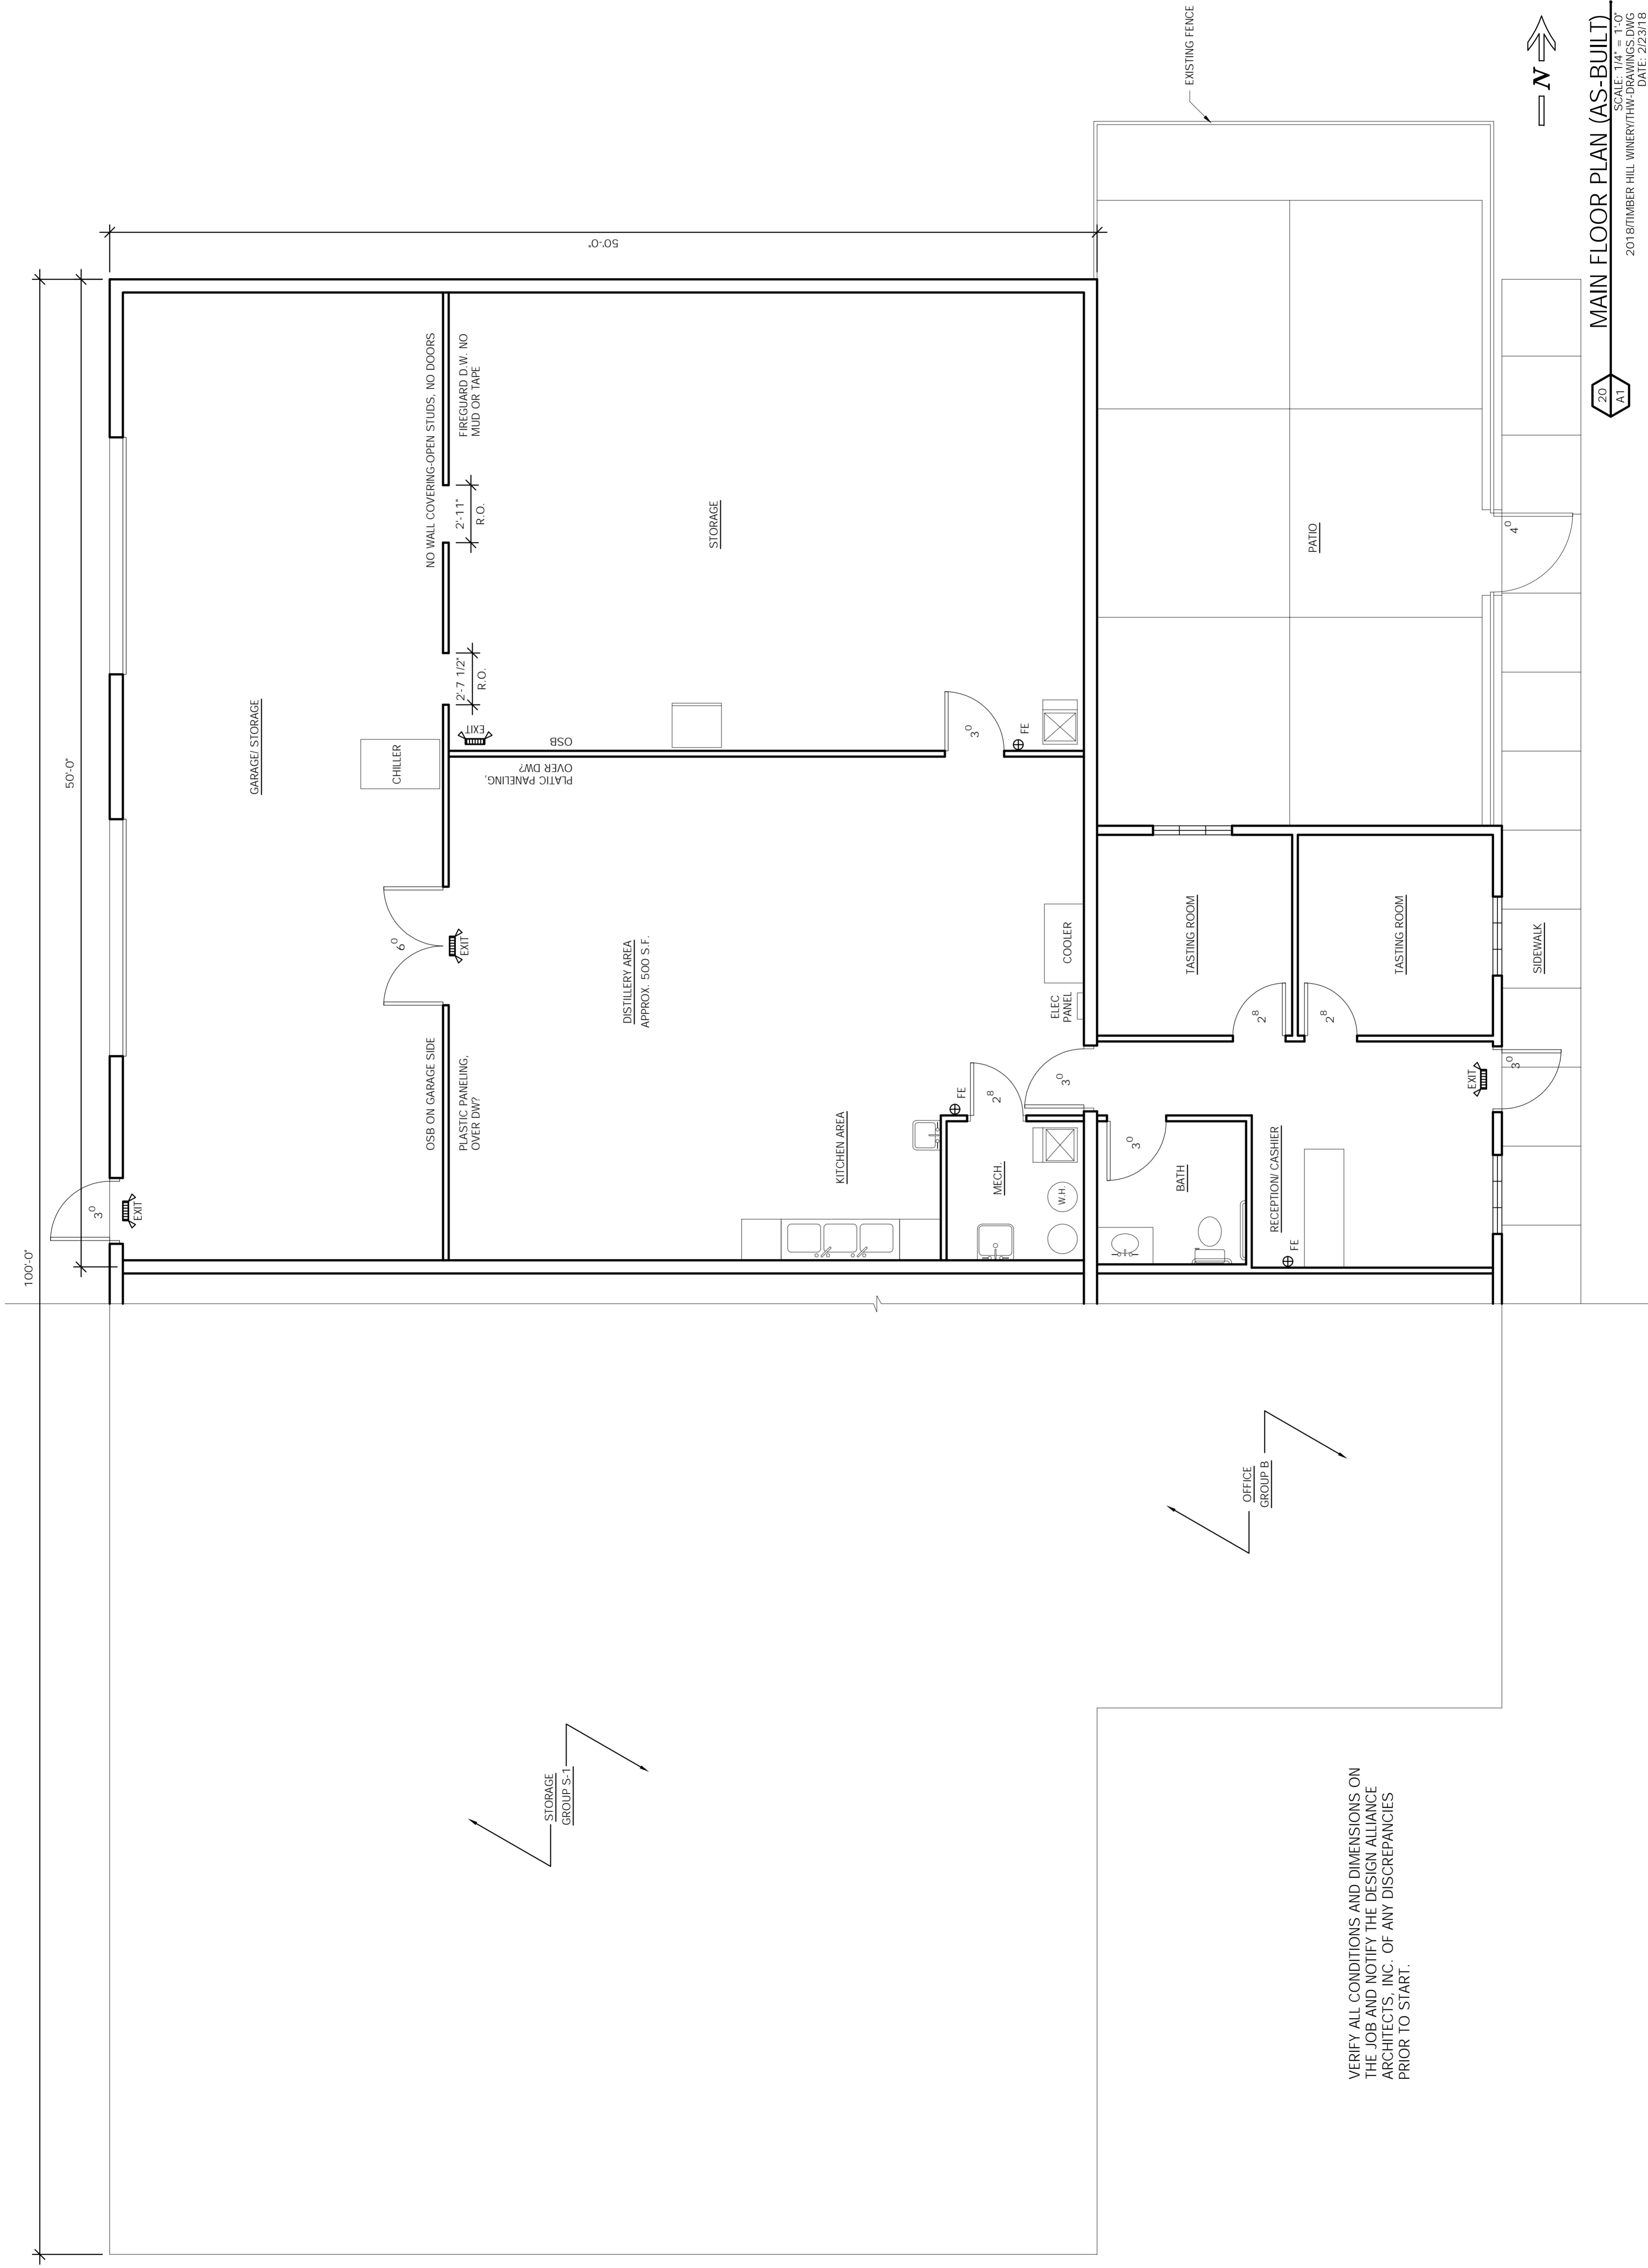 100'-0"
50'-0"
50'-0"
EXISTING FENCE
3⁰
EXIT
GARAGE/ STORAGE
CHILLER
NO WALL COVERING-OPEN STUDS, NO DOORS
FIREGUARD D.W. NO
MUD OR TAPE
2'-11"
R.O.
2'-7 1/2"
R.O.
EXIT
OSB
PLATIC PANELING,
OVER DW?
6⁰
EXIT
OSB ON GARAGE SIDE
PLASTIC PANELING,
OVER DW?
STORAGE
DISTILLERY AREA
APPROX. 500 S.F.
KITCHEN AREA
3⁰
FE
COOLER
ELEC
PANEL
FE
2⁸
3⁰
MECH.
W.H.
3⁰
BATH
TASTING ROOM
2⁸
TASTING ROOM
2⁸
RECEPTION/ CASHIER
FE
EXIT
3⁰
PATIO
4⁰
SIDEWALK
STORAGE
GROUP S-1
OFFICE
GROUP B
VERIFY ALL CONDITIONS AND DIMENSIONS ON
THE JOB AND NOTIFY THE DESIGN ALLIANCE
ARCHITECTS, INC. OF ANY DISCREPANCIES
PRIOR TO START.
N
20
A1
MAIN FLOOR PLAN (AS-BUILT)
SCALE: 1/4" = 1'-0"
2018/TIMBER HILL WINERY/THW-DRAWINGS.DWG
DATE: 2/23/18